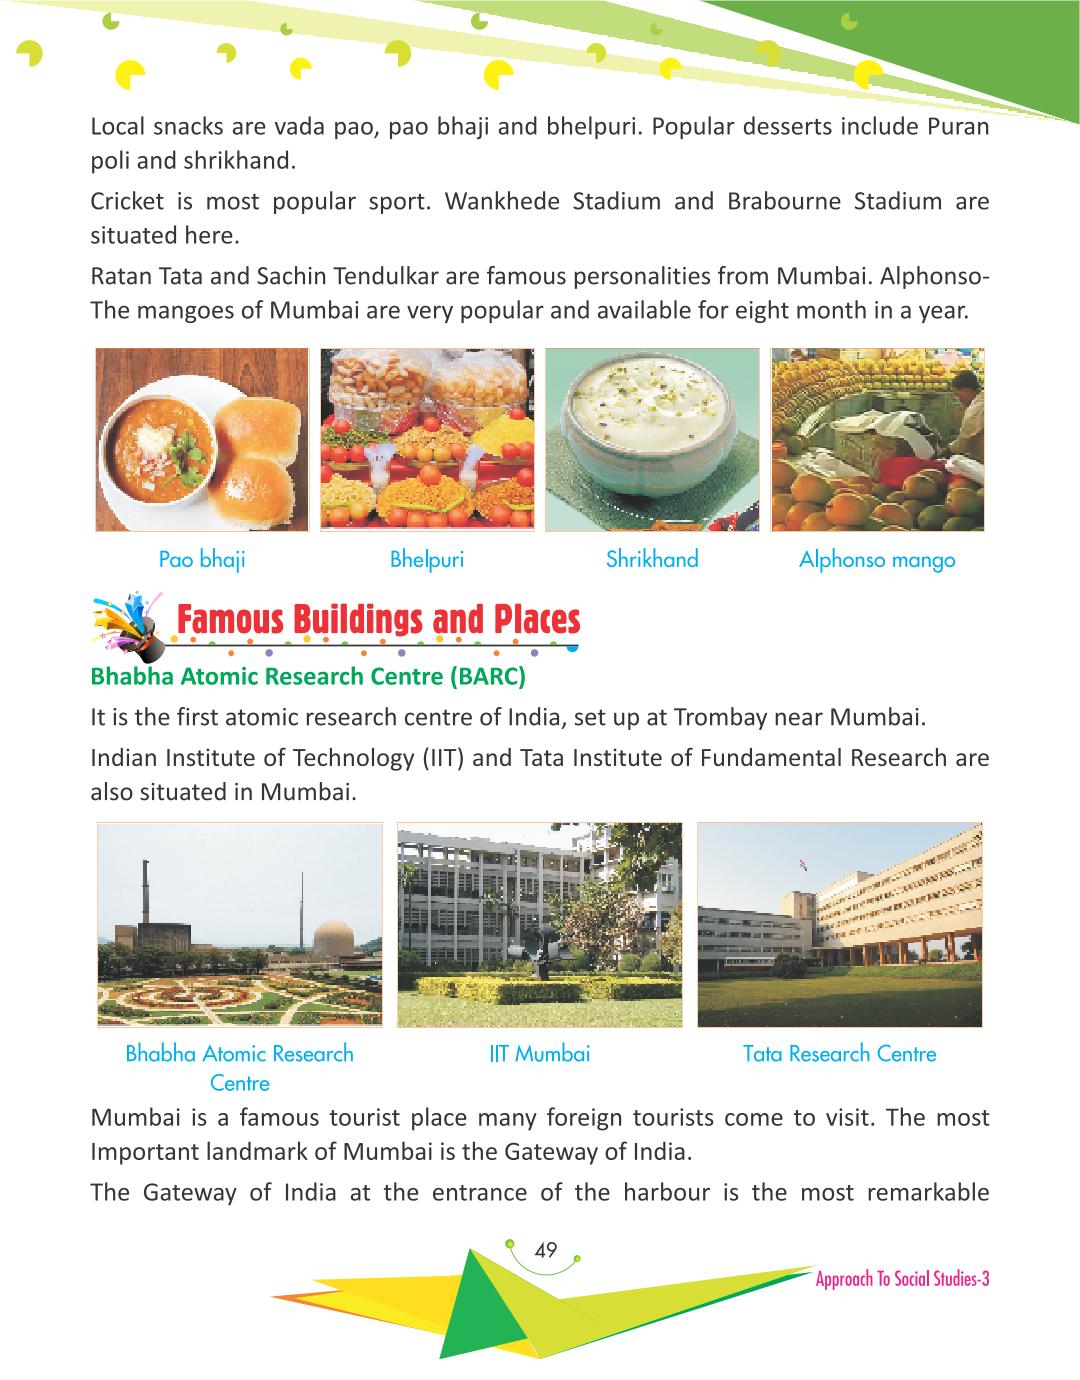 Local snacks are vada pao, pao bhaji and bhelpuri. Popular desserts include Puran
poli and shrikhand.
Cricket is most popular sport. Wankhede Stadium and Brabourne Stadium are
situated here.
Ratan Tata and Sachin Tendulkar are famous personalities from Mumbai. Alphonso-
The mangoes of Mumbai are very popular and available for eight month in a year.
Pao bhaji
Bhelpuri
Shrikhand
Alphonso mango
Famous Buildings and Places
Bhabha Atomic Research Centre (BARC)
It is the first atomic research centre of India, set up at Trombay near Mumbai.
Indian Institute of Technology (IIT) and Tata Institute of Fundamental Research are
also situated in Mumbai.
Bhabha Atomic Research
Centre
IIT Mumbai
Tata Research Centre
Mumbai is a famous tourist place many foreign tourists come to visit. The most
Important landmark of Mumbai is the Gateway of India.
The Gateway of India at the entrance of the harbour is the most remarkable
49
Approach To Social Studies-3